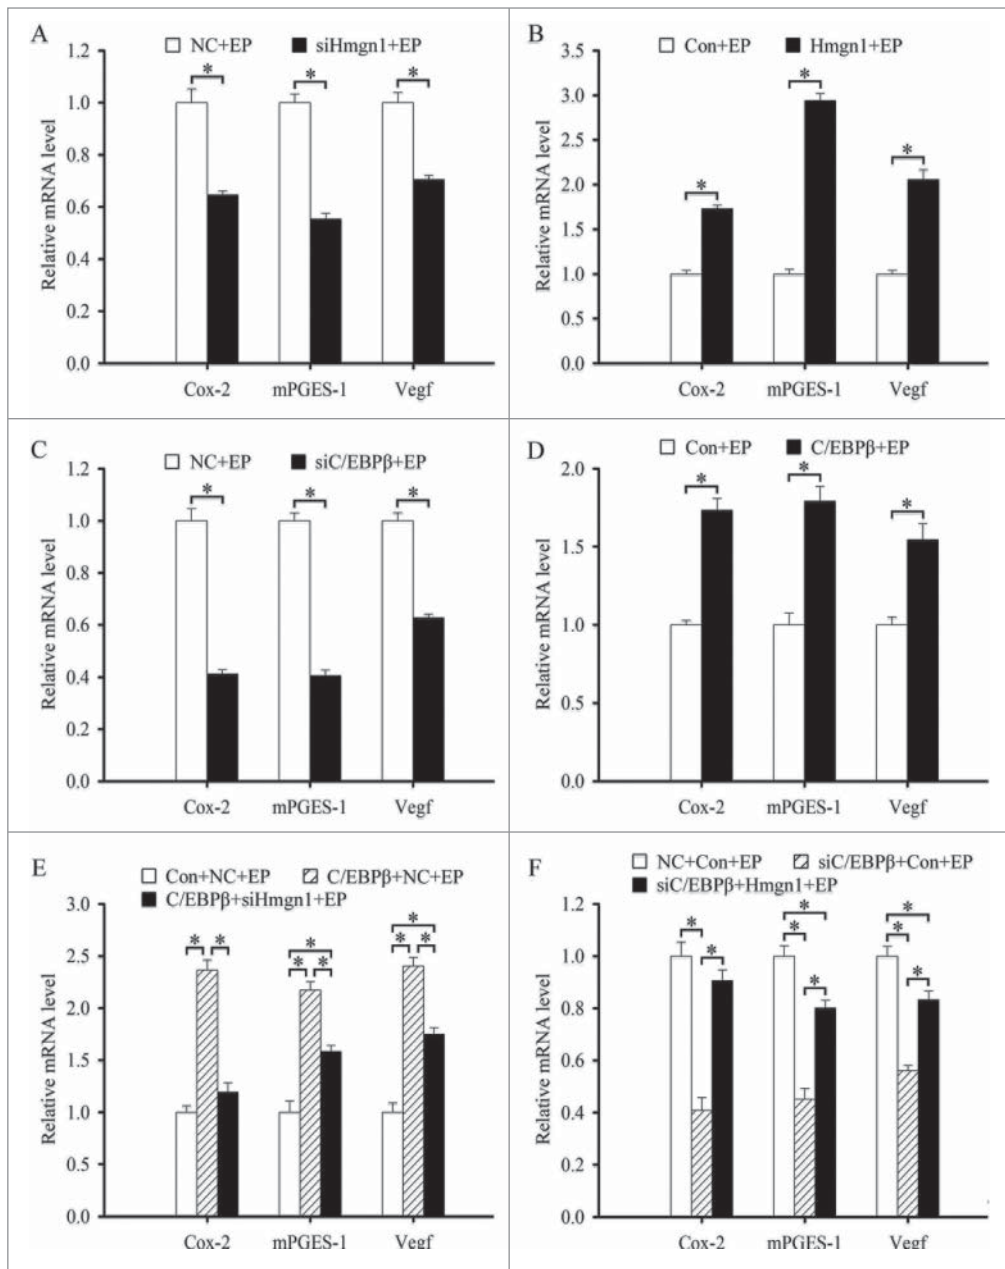 A
NC+EP siHmgn1+EP
Relative mRNA level
1.2
1.0
0.8
0.6
0.4
0.2
0.0
* * *
Cox-2 mPGES-1 Vegf
B
Con+EP Hmgn1+EP
Relative mRNA level
3.5
3.0
2.5
2.0
1.5
1.0
0.5
0.0
* * *
Cox-2 mPGES-1 Vegf
C
NC+EP siC/EBPβ+EP
Relative mRNA level
1.2
1.0
0.8
0.6
0.4
0.2
0.0
* * *
Cox-2 mPGES-1 Vegf
D
Con+EP C/EBPβ+EP
Relative mRNA level
2.0
1.5
1.0
0.5
0.0
* * *
Cox-2 mPGES-1 Vegf
E
Con+NC+EP C/EBPβ+NC+EP
C/EBPβ+siHmgn1+EP
Relative mRNA level
3.0
2.5
2.0
1.5
1.0
0.5
0.0
* *
* * *
* * *
Cox-2 mPGES-1 Vegf
F
NC+Con+EP siC/EBPβ+Con+EP
siC/EBPβ+Hmgn1+EP
Relative mRNA level
1.2
1.0
0.8
0.6
0.4
0.2
0.0
* *
* * *
* * *
Cox-2 mPGES-1 Vegf